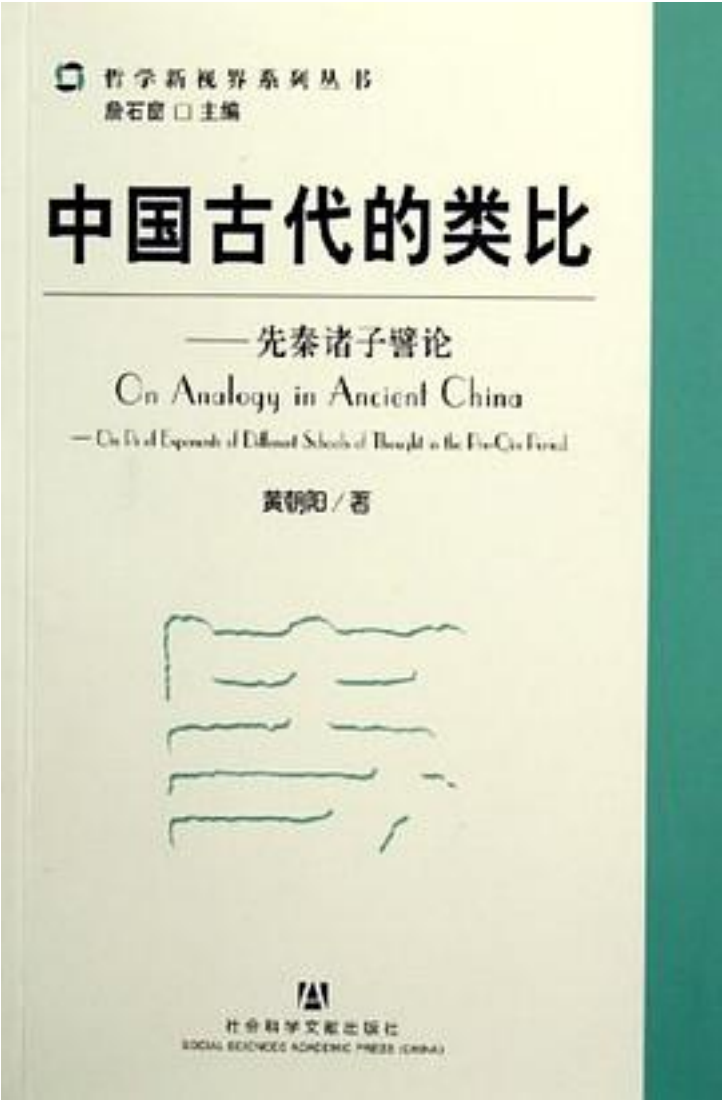 哲学新视界系列丛书
詹石窗□主编
中国古代的类比
——先秦诸子譬论
On Analogy in Ancient China
— On Pi of Exponents of Different Schools of Thought in the Pre-Qin Period
黄朝阳/著
社会科学文献出版社
SOCIAL SCIENCES ACADEMIC PRESS (CHINA)